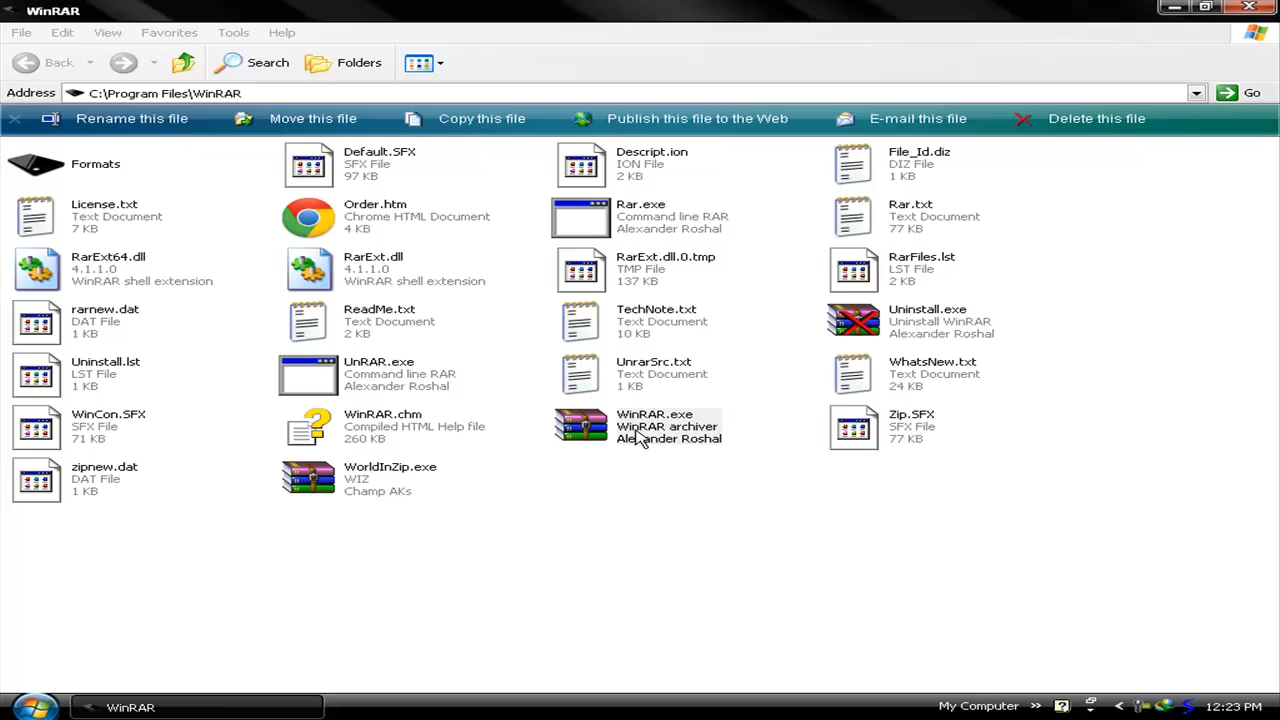 WinRAR
File Edit View Favorites Tools Help
Back Search Folders
Address C:\Program Files\WinRAR Go
Rename this file Move this file Copy this file Publish this file to the Web E-mail this file Delete this file
Formats
Default.SFX
SFX File
97 KB
Descript.ion
ION File
2 KB
File_Id.diz
DIZ File
1 KB
License.txt
Text Document
7 KB
Order.htm
Chrome HTML Document
4 KB
Rar.exe
Command line RAR
Alexander Roshal
Rar.txt
Text Document
77 KB
RarExt64.dll
4.1.1.0
WinRAR shell extension
RarExt.dll
4.1.1.0
WinRAR shell extension
RarExt.dll.0.tmp
TMP File
137 KB
RarFiles.lst
LST File
2 KB
rarnew.dat
DAT File
1 KB
ReadMe.txt
Text Document
2 KB
TechNote.txt
Text Document
10 KB
Uninstall.exe
Uninstall WinRAR
Alexander Roshal
Uninstall.lst
LST File
1 KB
UnRAR.exe
Command line RAR
Alexander Roshal
UnrarSrc.txt
Text Document
1 KB
WhatsNew.txt
Text Document
24 KB
WinCon.SFX
SFX File
71 KB
WinRAR.chm
Compiled HTML Help file
260 KB
WinRAR.exe
WinRAR archiver
Alexander Roshal
Zip.SFX
SFX File
77 KB
zipnew.dat
DAT File
1 KB
WorldInZip.exe
WIZ
Champ AKs
WinRAR My Computer 12:23 PM